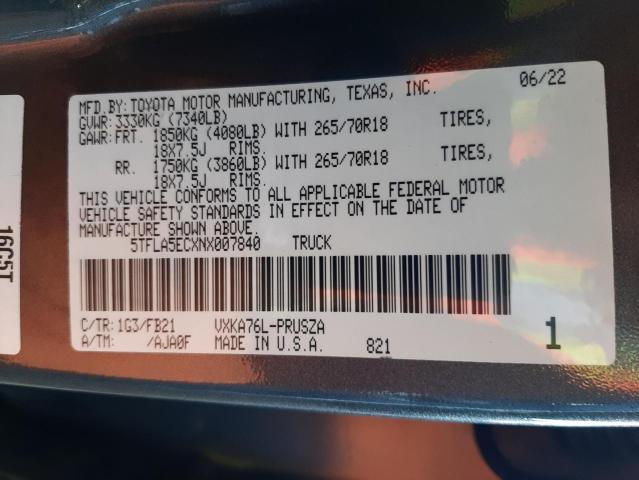 MFD.BY:TOYOTA MOTOR MANUFACTURING, TEXAS, INC. 06/22
GVWR:3330KG (7340LB)
GAWR:FRT. 1850KG (4080LB) WITH 265/70R18 TIRES,
18X7.5J RIMS.
RR. 1750KG (3860LB) WITH 265/70R18 TIRES,
18X7.5J RIMS.
THIS VEHICLE CONFORMS TO ALL APPLICABLE FEDERAL MOTOR
VEHICLE SAFETY STANDARDS IN EFFECT ON THE DATE OF
MANUFACTURE SHOWN ABOVE.
5TFLA5ECXNX007840 TRUCK
C/TR:1G3/FB21 VXKA76L-PRUSZA
A/TM: /AJA0F MADE IN U.S.A. 821 1
16C5T